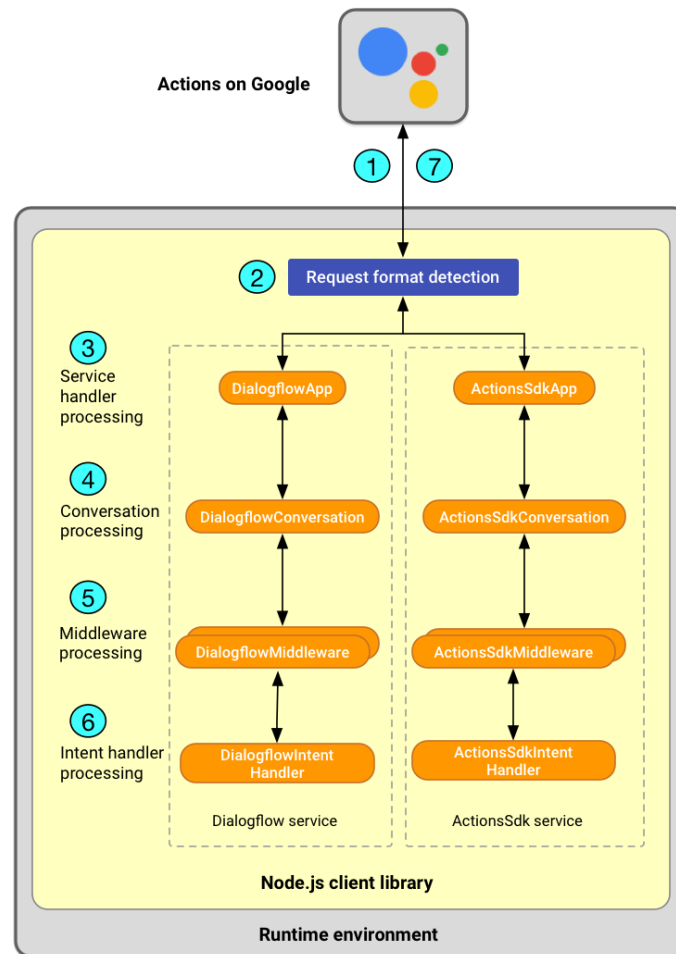 Actions on Google
1
7
2
Request format detection
3
Service
handler
processing
DialogflowApp
ActionsSdkApp
4
Conversation
processing
DialogflowConversation
ActionsSdkConversation
5
Middleware
processing
DialogflowMiddleware
ActionsSdkMiddleware
6
Intent handler
processing
DialogflowIntent
Handler
ActionsSdkIntent
Handler
Dialogflow service
ActionsSdk service
Node.js client library
Runtime environment